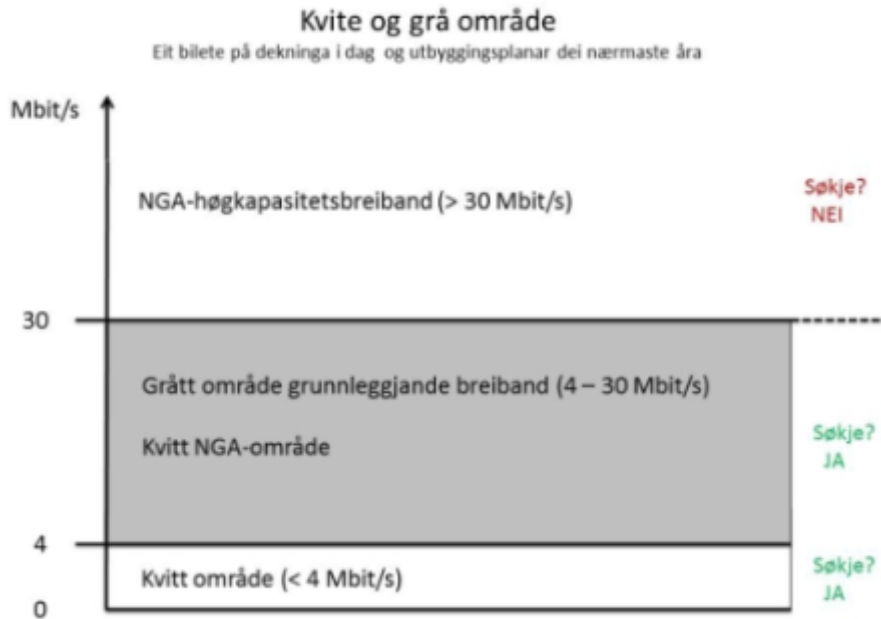 Kvite og grå område
Eit bilete på dekninga i dag og utbyggingsplanar dei nærmaste åra
Mbit/s
NGA-høgkapasitetsbreiband (> 30 Mbit/s)
Søkje?
NEI
30
Grått område grunnleggjande breiband (4 – 30 Mbit/s)
Kvitt NGA-område
Søkje?
JA
4
Kvitt område (< 4 Mbit/s)
Søkje?
JA
0